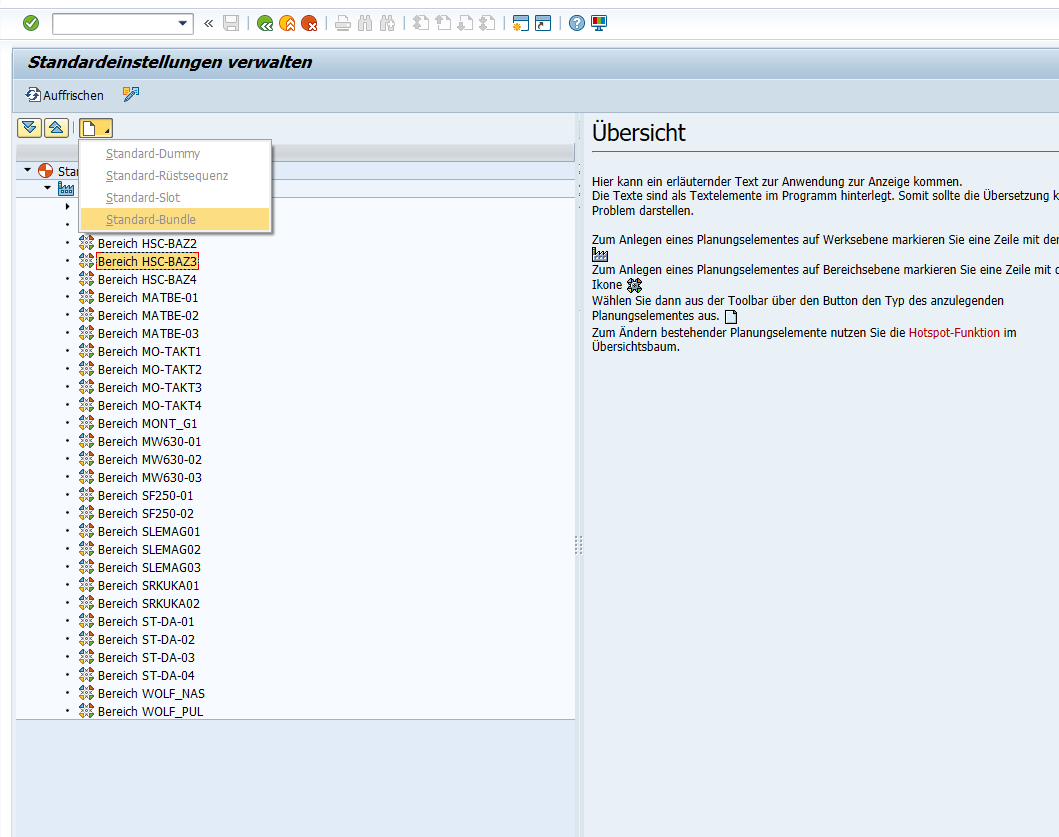 Standardeinstellungen verwalten
Auffrischen
Standard-Dummy
Standard-Rüstsequenz
Standard-Slot
Standard-Bundle
Bereich HSC-BAZ2
Bereich HSC-BAZ3
Bereich HSC-BAZ4
Bereich MATBE-01
Bereich MATBE-02
Bereich MATBE-03
Bereich MO-TAKT1
Bereich MO-TAKT2
Bereich MO-TAKT3
Bereich MO-TAKT4
Bereich MONT_G1
Bereich MW630-01
Bereich MW630-02
Bereich MW630-03
Bereich SF250-01
Bereich SF250-02
Bereich SLEMAG01
Bereich SLEMAG02
Bereich SLEMAG03
Bereich SRKUKA01
Bereich SRKUKA02
Bereich ST-DA-01
Bereich ST-DA-02
Bereich ST-DA-03
Bereich ST-DA-04
Bereich WOLF_NAS
Bereich WOLF_PUL
Übersicht
Hier kann ein erläuternder Text zur Anwendung zur Anzeige kommen.
Die Texte sind als Textelemente im Programm hinterlegt. Somit sollte die Übersetzung
Problem darstellen.
Zum Anlegen eines Planungselementes auf Werksebene markieren Sie eine Zeile mit der
Zum Anlegen eines Planungselementes auf Bereichsebene markieren Sie eine Zeile mit
Ikone
Wählen Sie dann aus der Toolbar über den Button den Typ des anzulegenden
Planungselementes aus.
Zum Ändern bestehender Planungselemente nutzen Sie die Hotspot-Funktion im
Übersichtsbaum.